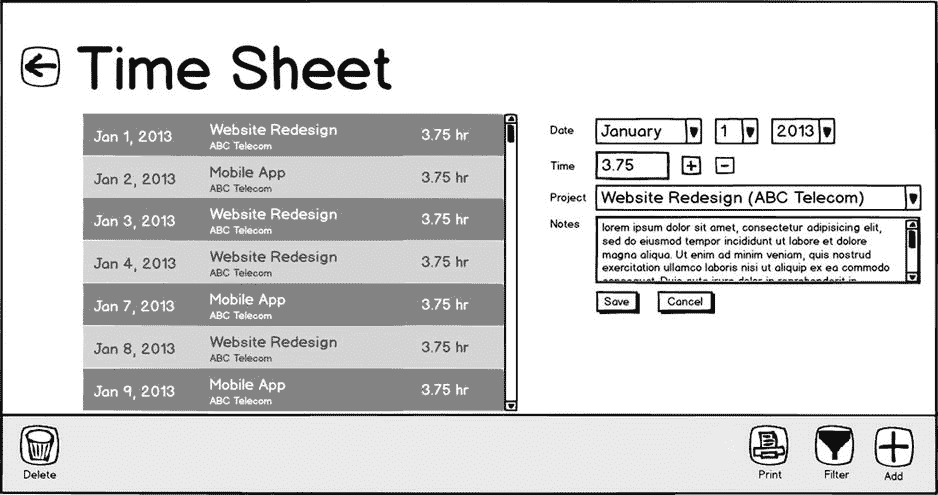 Time Sheet
Jan 1, 2013 Website Redesign 3.75 hr
ABC Telecom
Jan 2, 2013 Mobile App 3.75 hr
ABC Telecom
Jan 3, 2013 Website Redesign 3.75 hr
ABC Telecom
Jan 4, 2013 Website Redesign 3.75 hr
ABC Telecom
Jan 7, 2013 Mobile App 3.75 hr
ABC Telecom
Jan 8, 2013 Website Redesign 3.75 hr
ABC Telecom
Jan 9, 2013 Mobile App 3.75 hr
ABC Telecom
Date January 1 2013
Time 3.75 + -
Project Website Redesign (ABC Telecom)
Notes
lorem ipsum dolor sit amet, consectetur adipisicing elit,
sed do eiusmod tempor incididunt ut labore et dolore
magna aliqua. Ut enim ad minim veniam, quis nostrud
exercitation ullamco laboris nisi ut aliquip ex ea commodo
Save Cancel
Delete Print Filter Add